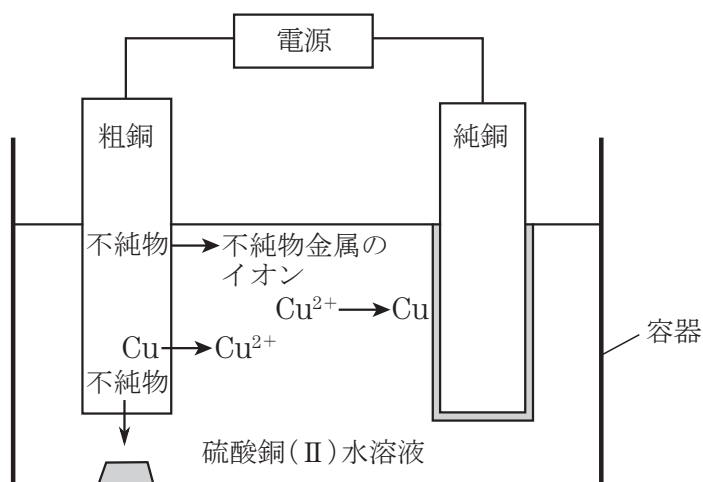 電源
粗銅
純銅
不純物
不純物金属の
イオン
Cu²⁺
Cu
容器
Cu
Cu²⁺
不純物
硫酸銅(Ⅱ)水溶液